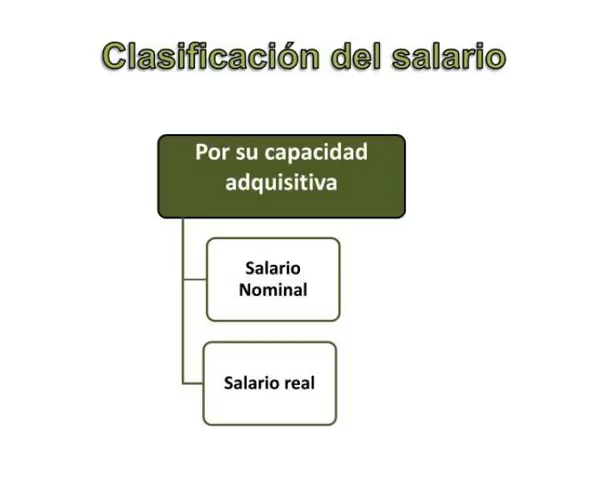 Clasificación del salario
Por su capacidad
adquisitiva
Salario
Nominal
Salario real